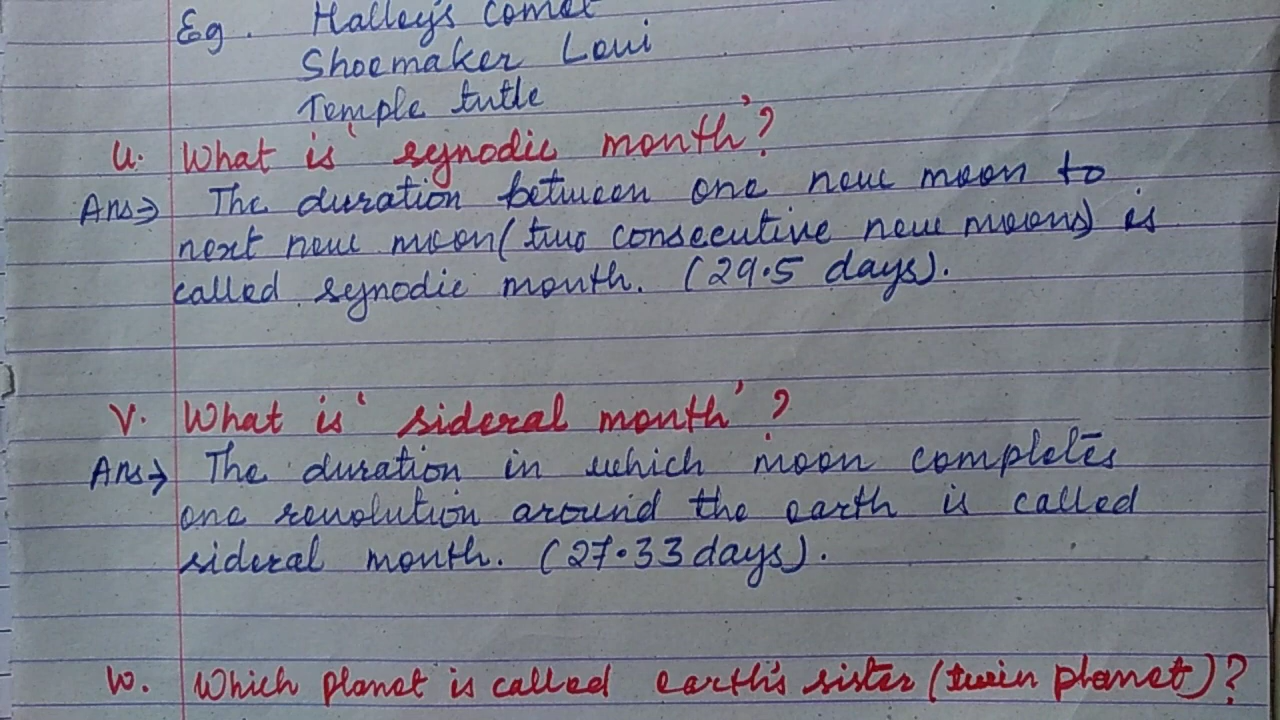 Eg. Halley's comet
Shoemaker Loui
Temple tutle
U. What is 'synodic month'?
Ans⇒ The duration between one new moon to
next new moon (two consecutive new moons) is
called synodic month. (29.5 days).
V. What is 'sideral month'?
Ans⇒ The duration in which moon completes
one revolution around the earth is called
sideral month. (27.33 days).
W. Which planet is called earth's sister (twin planet)?